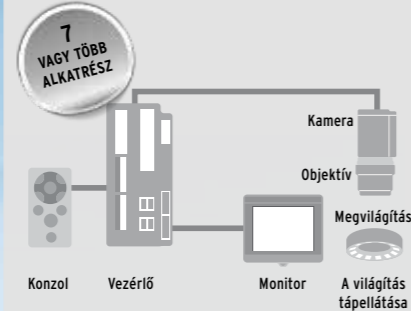 7
VAGY TÖBB
ALKATRÉSZ
Kamera
Objektív
Megvilágítás
Konzol
Vezérlő
Monitor
A világítás
tápellátása